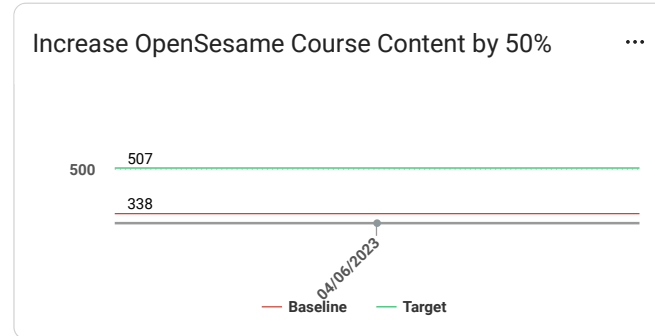 Increase OpenSesame Course Content by 50%
507
500
338
04/06/2023
Baseline Target